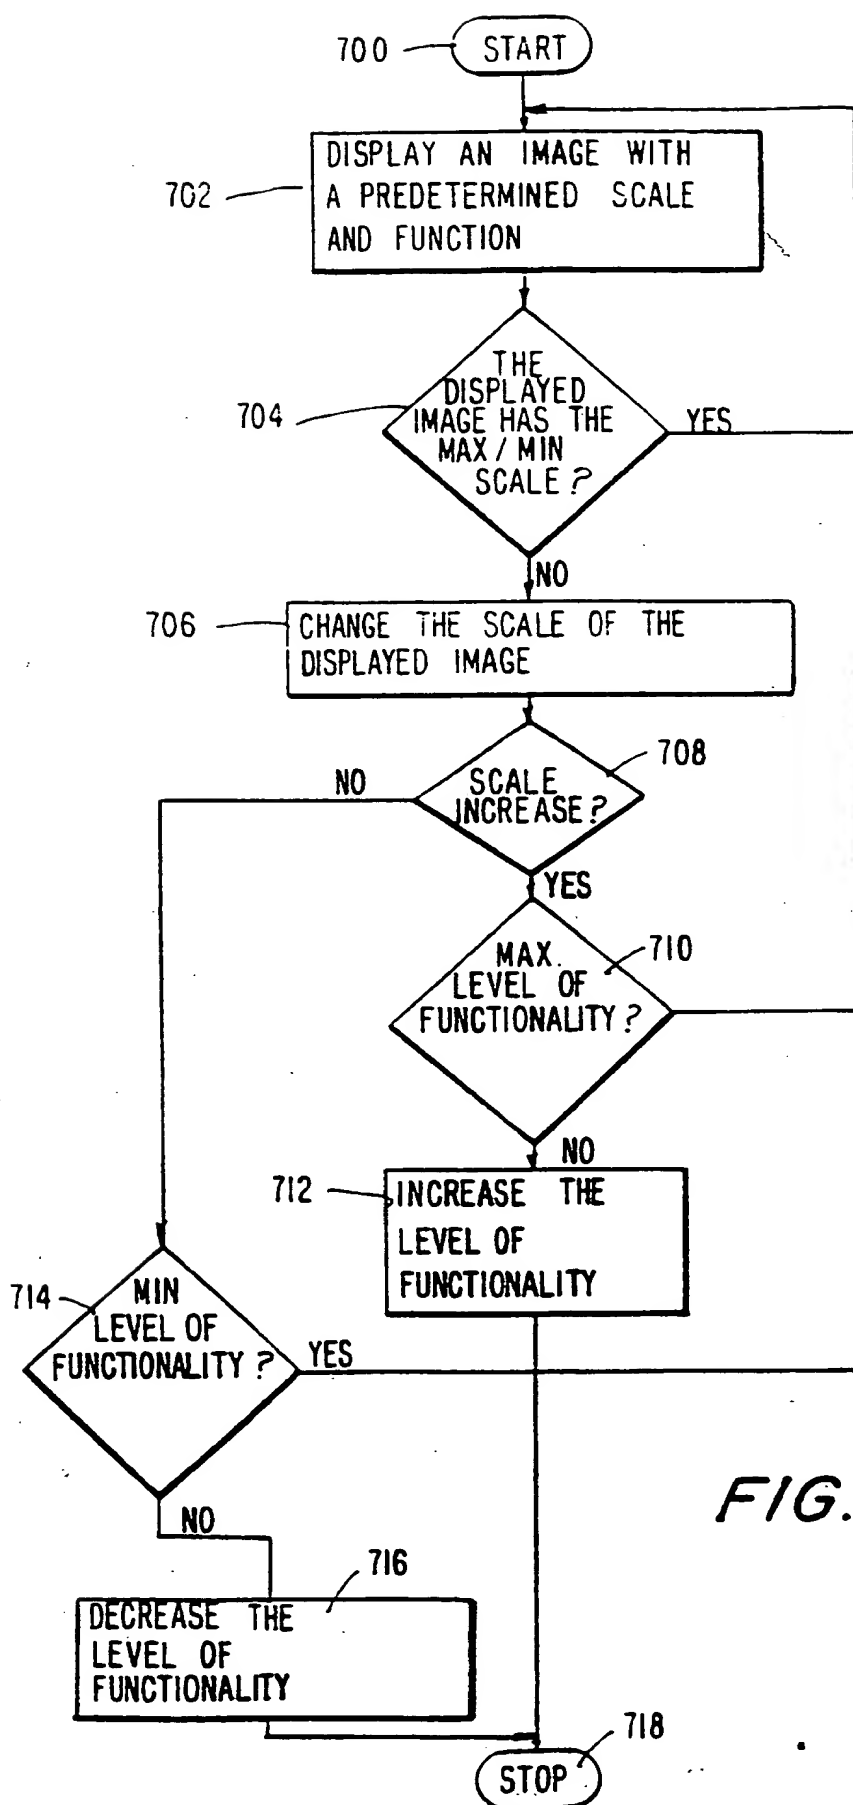 700
START
702
DISPLAY AN IMAGE WITH
A PREDETERMINED SCALE
AND FUNCTION
704
THE
DISPLAYED
IMAGE HAS THE
MAX / MIN
SCALE ?
YES
NO
706
CHANGE THE SCALE OF THE
DISPLAYED IMAGE
708
SCALE
INCREASE ?
NO
YES
710
MAX.
LEVEL OF
FUNCTIONALITY ?
NO
712
INCREASE THE
LEVEL OF
FUNCTIONALITY
714
MIN
LEVEL OF
FUNCTIONALITY ?
YES
NO
FIG.
716
DECREASE THE
LEVEL OF
FUNCTIONALITY
718
STOP